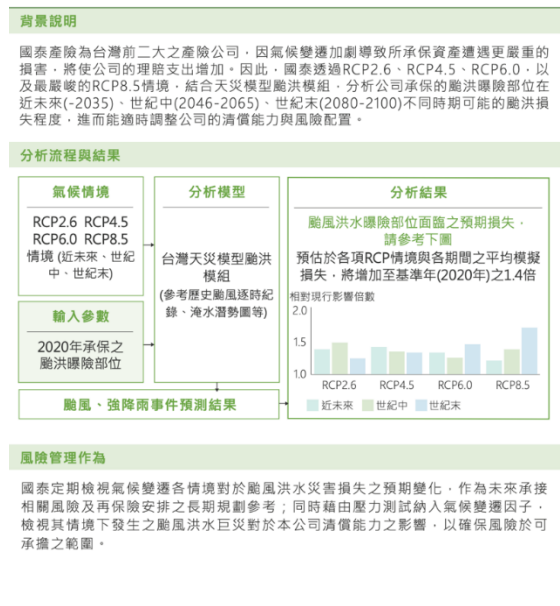 背景說明
國泰產險為台灣前二大之產險公司，因氣候變遷加劇導致所承保資產遭遇更嚴重的
損害，將使公司的理賠支出增加。因此，國泰透過RCP2.6、RCP4.5、RCP6.0，以
及最嚴峻的RCP8.5情境，結合天災模型颱洪模組，分析公司承保的颱洪曝險部位在
近未來(-2035)、世紀中(2046-2065)、世紀末(2080-2100)不同時期可能的颱洪損
失程度，進而能適時調整公司的清償能力與風險配置。
分析流程與結果
氣候情境
RCP2.6 RCP4.5
RCP6.0 RCP8.5
情境 (近未來、世紀
中、世紀末)
輸入參數
2020年承保之
颱洪曝險部位
分析模型
台灣天災模型颱洪
模組
(參考歷史颱風逐時紀
錄、淹水潛勢圖等)
颱風、強降雨事件預測結果
分析結果
颱風洪水曝險部位面臨之預期損失，
請參考下圖
預估於各項RCP情境與各期間之平均模擬
損失，將增加至基準年(2020年)之1.4倍
相對現行影響倍數
2.0
1.5
1.0
RCP2.6 RCP4.5 RCP6.0 RCP8.5
近未來 世紀中 世紀末
風險管理作為
國泰定期檢視氣候變遷各情境對於颱風洪水災害損失之預期變化，作為未來承接
相關風險及再保險安排之長期規劃參考；同時藉由壓力測試納入氣候變遷因子，
檢視其情境下發生之颱風洪水巨災對於本公司清償能力之影響，以確保風險於可
承擔之範圍。